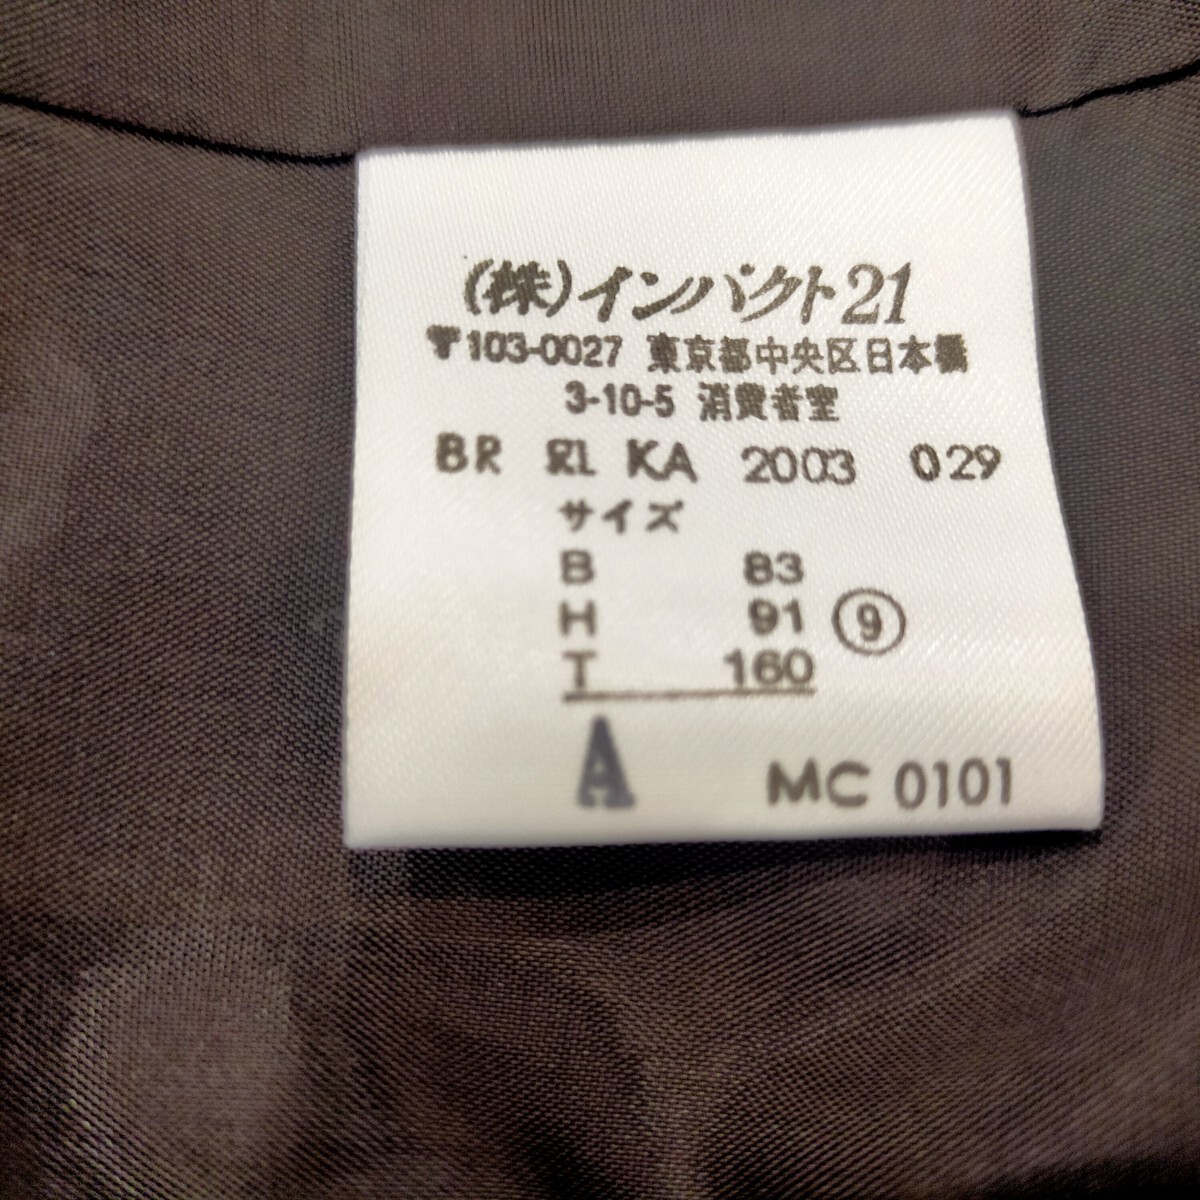 (株)インパクト21
〒103-0027 東京都中央区日本橋
3-10-5 消費者室
BR RL KA 2003 029
サイズ
B 83
H 91 ⑨
T 160
A MC 0101